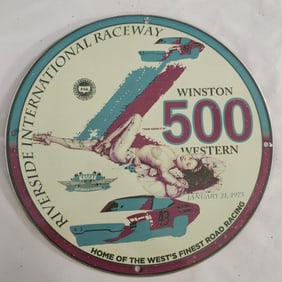 RIVERSIDE INTERNATIONAL RACEWAY
WINSTON
500
WESTERN
JANUARY 21, 1973
HOME OF THE WEST'S FINEST ROAD RACING